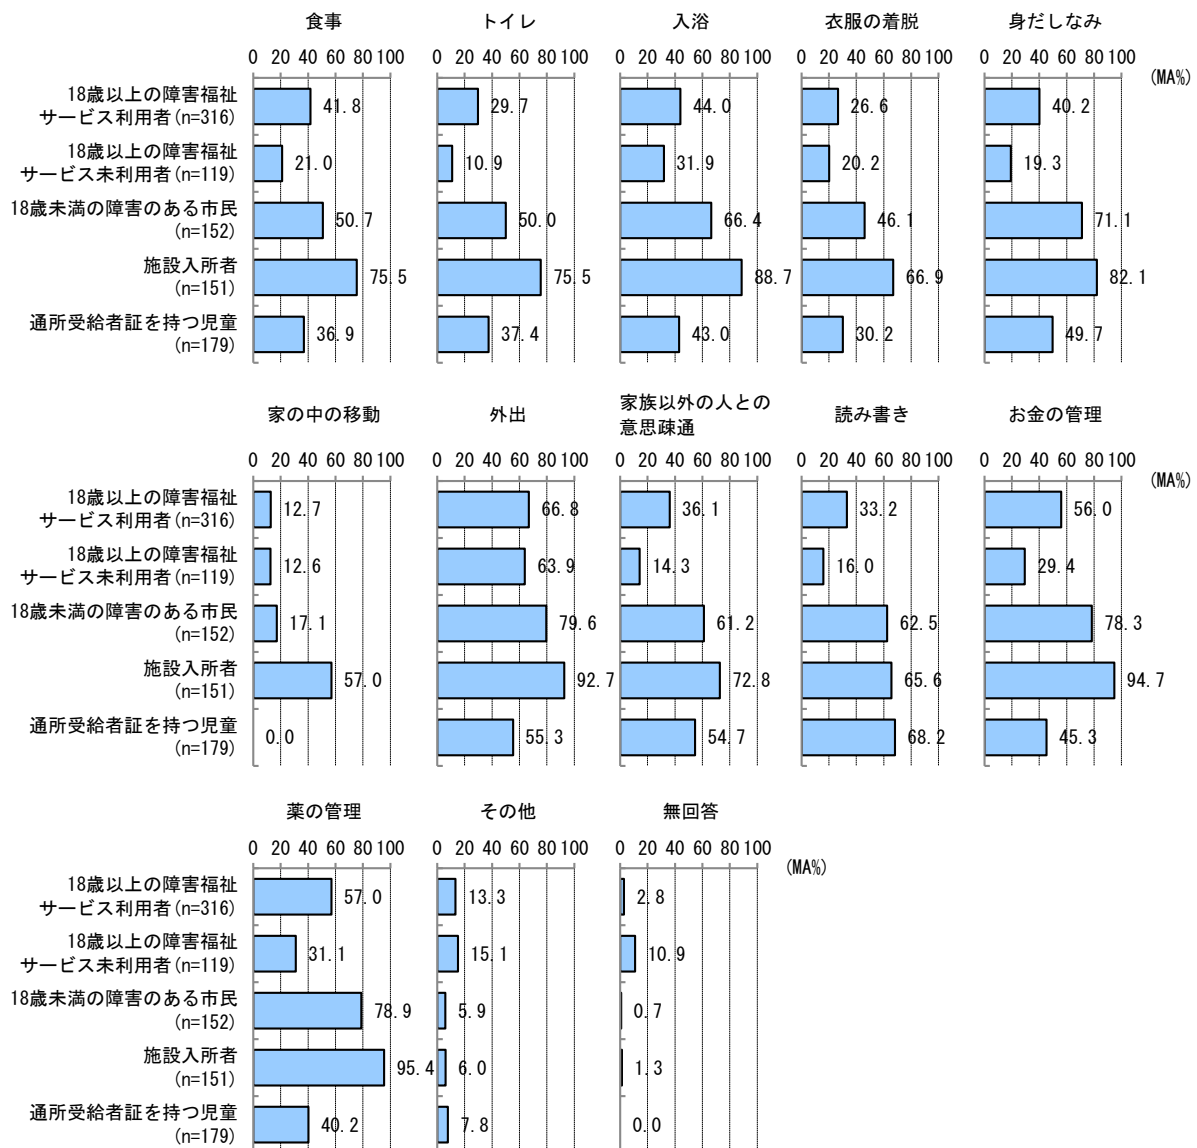 食事 トイレ 入浴 衣服の着脱 身だしなみ
0 20 40 60 80 100 0 20 40 60 80 100 0 20 40 60 80 100 0 20 40 60 80 100 0 20 40 60 80 100
(MA%)
18歳以上の障害福祉
サービス利用者(n=316) 41.8 29.7 44.0 26.6 40.2
18歳以上の障害福祉
サービス未利用者(n=119) 21.0 10.9 31.9 20.2 19.3
18歳未満の障害のある市民
(n=152) 50.7 50.0 66.4 46.1 71.1
施設入所者
(n=151) 75.5 75.5 88.7 66.9 82.1
通所受給者証を持つ児童
(n=179) 36.9 37.4 43.0 30.2 49.7
家の中の移動 外出 家族以外の人との
意思疎通 読み書き お金の管理
0 20 40 60 80 100 0 20 40 60 80 100 0 20 40 60 80 100 0 20 40 60 80 100 0 20 40 60 80 100
(MA%)
18歳以上の障害福祉
サービス利用者(n=316) 12.7 66.8 36.1 33.2 56.0
18歳以上の障害福祉
サービス未利用者(n=119) 12.6 63.9 14.3 16.0 29.4
18歳未満の障害のある市民
(n=152) 17.1 79.6 61.2 62.5 78.3
施設入所者
(n=151) 57.0 92.7 72.8 65.6 94.7
通所受給者証を持つ児童
(n=179) 0.0 55.3 54.7 68.2 45.3
薬の管理 その他 無回答
0 20 40 60 80 100 0 20 40 60 80 100 0 20 40 60 80 100
(MA%)
18歳以上の障害福祉
サービス利用者(n=316) 57.0 13.3 2.8
18歳以上の障害福祉
サービス未利用者(n=119) 31.1 15.1 10.9
18歳未満の障害のある市民
(n=152) 78.9 5.9 0.7
施設入所者
(n=151) 95.4 6.0 1.3
通所受給者証を持つ児童
(n=179) 40.2 7.8 0.0